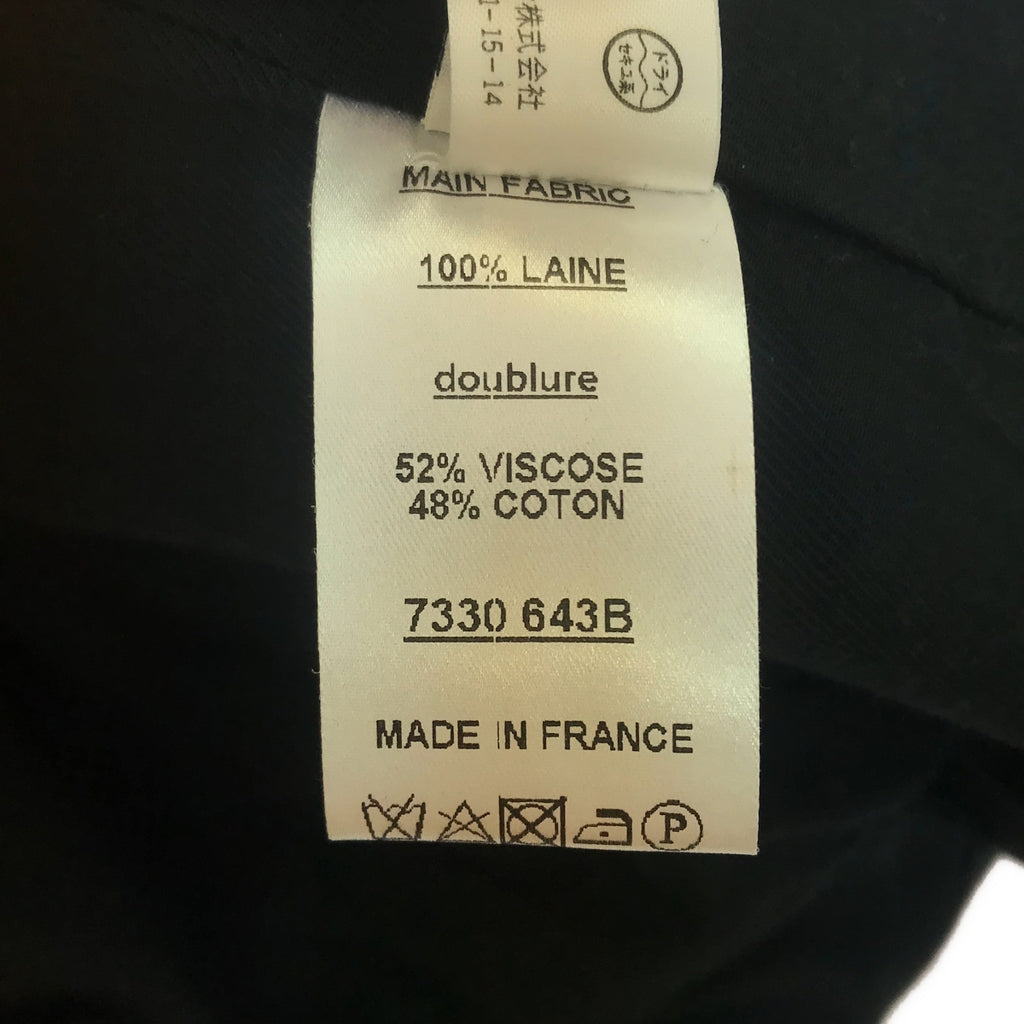 株式会社
1-15-14
ドライ
セキユ系
MAIN FABRIC
100% LAINE
doublure
52% VISCOSE
48% COTON
7330 643B
MADE IN FRANCE
P